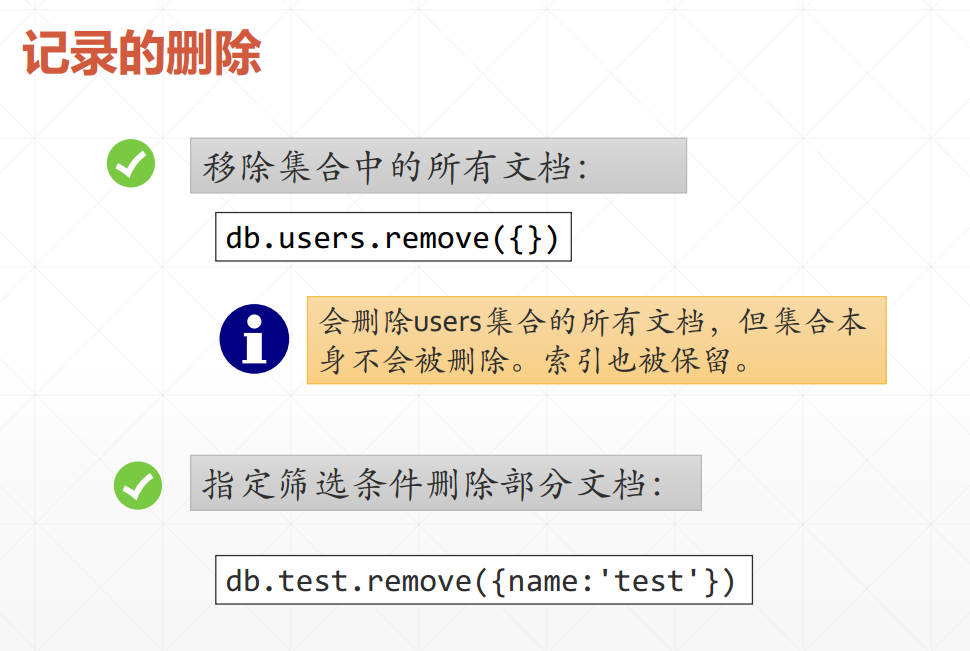 记录的删除
移除集合中的所有文档：
db.users.remove({})
会删除users集合的所有文档，但集合本
身不会被删除。索引也被保留。
指定筛选条件删除部分文档：
db.test.remove({name:'test'})